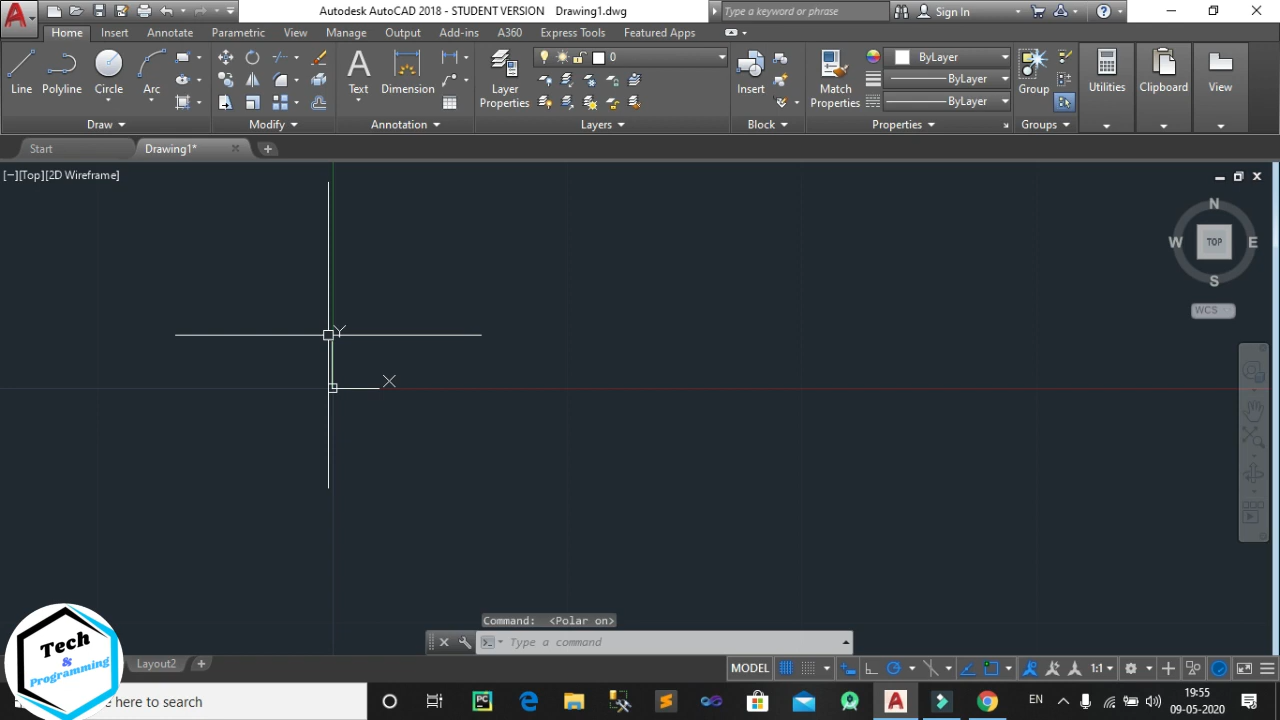 Autodesk AutoCAD 2018 - STUDENT VERSION Drawing1.dwg
Type a keyword or phrase
Sign In
Home Insert Annotate Parametric View Manage Output Add-ins A360 Express Tools Featured Apps
Line Polyline Circle Arc
Text Dimension
Layer Properties
0
Insert
Match Properties
ByLayer
ByLayer
ByLayer
Group
Utilities
Clipboard
View
Draw Modify Annotation Layers Block Properties Groups
Start Drawing1*
[−][Top][2D Wireframe]
N
W TOP E
S
WCS
Y
X
Command: <Polar on>
Type a command
Layout2
MODEL
1:1
Tech
&
Programming
here to search
EN
19:55
09-05-2020